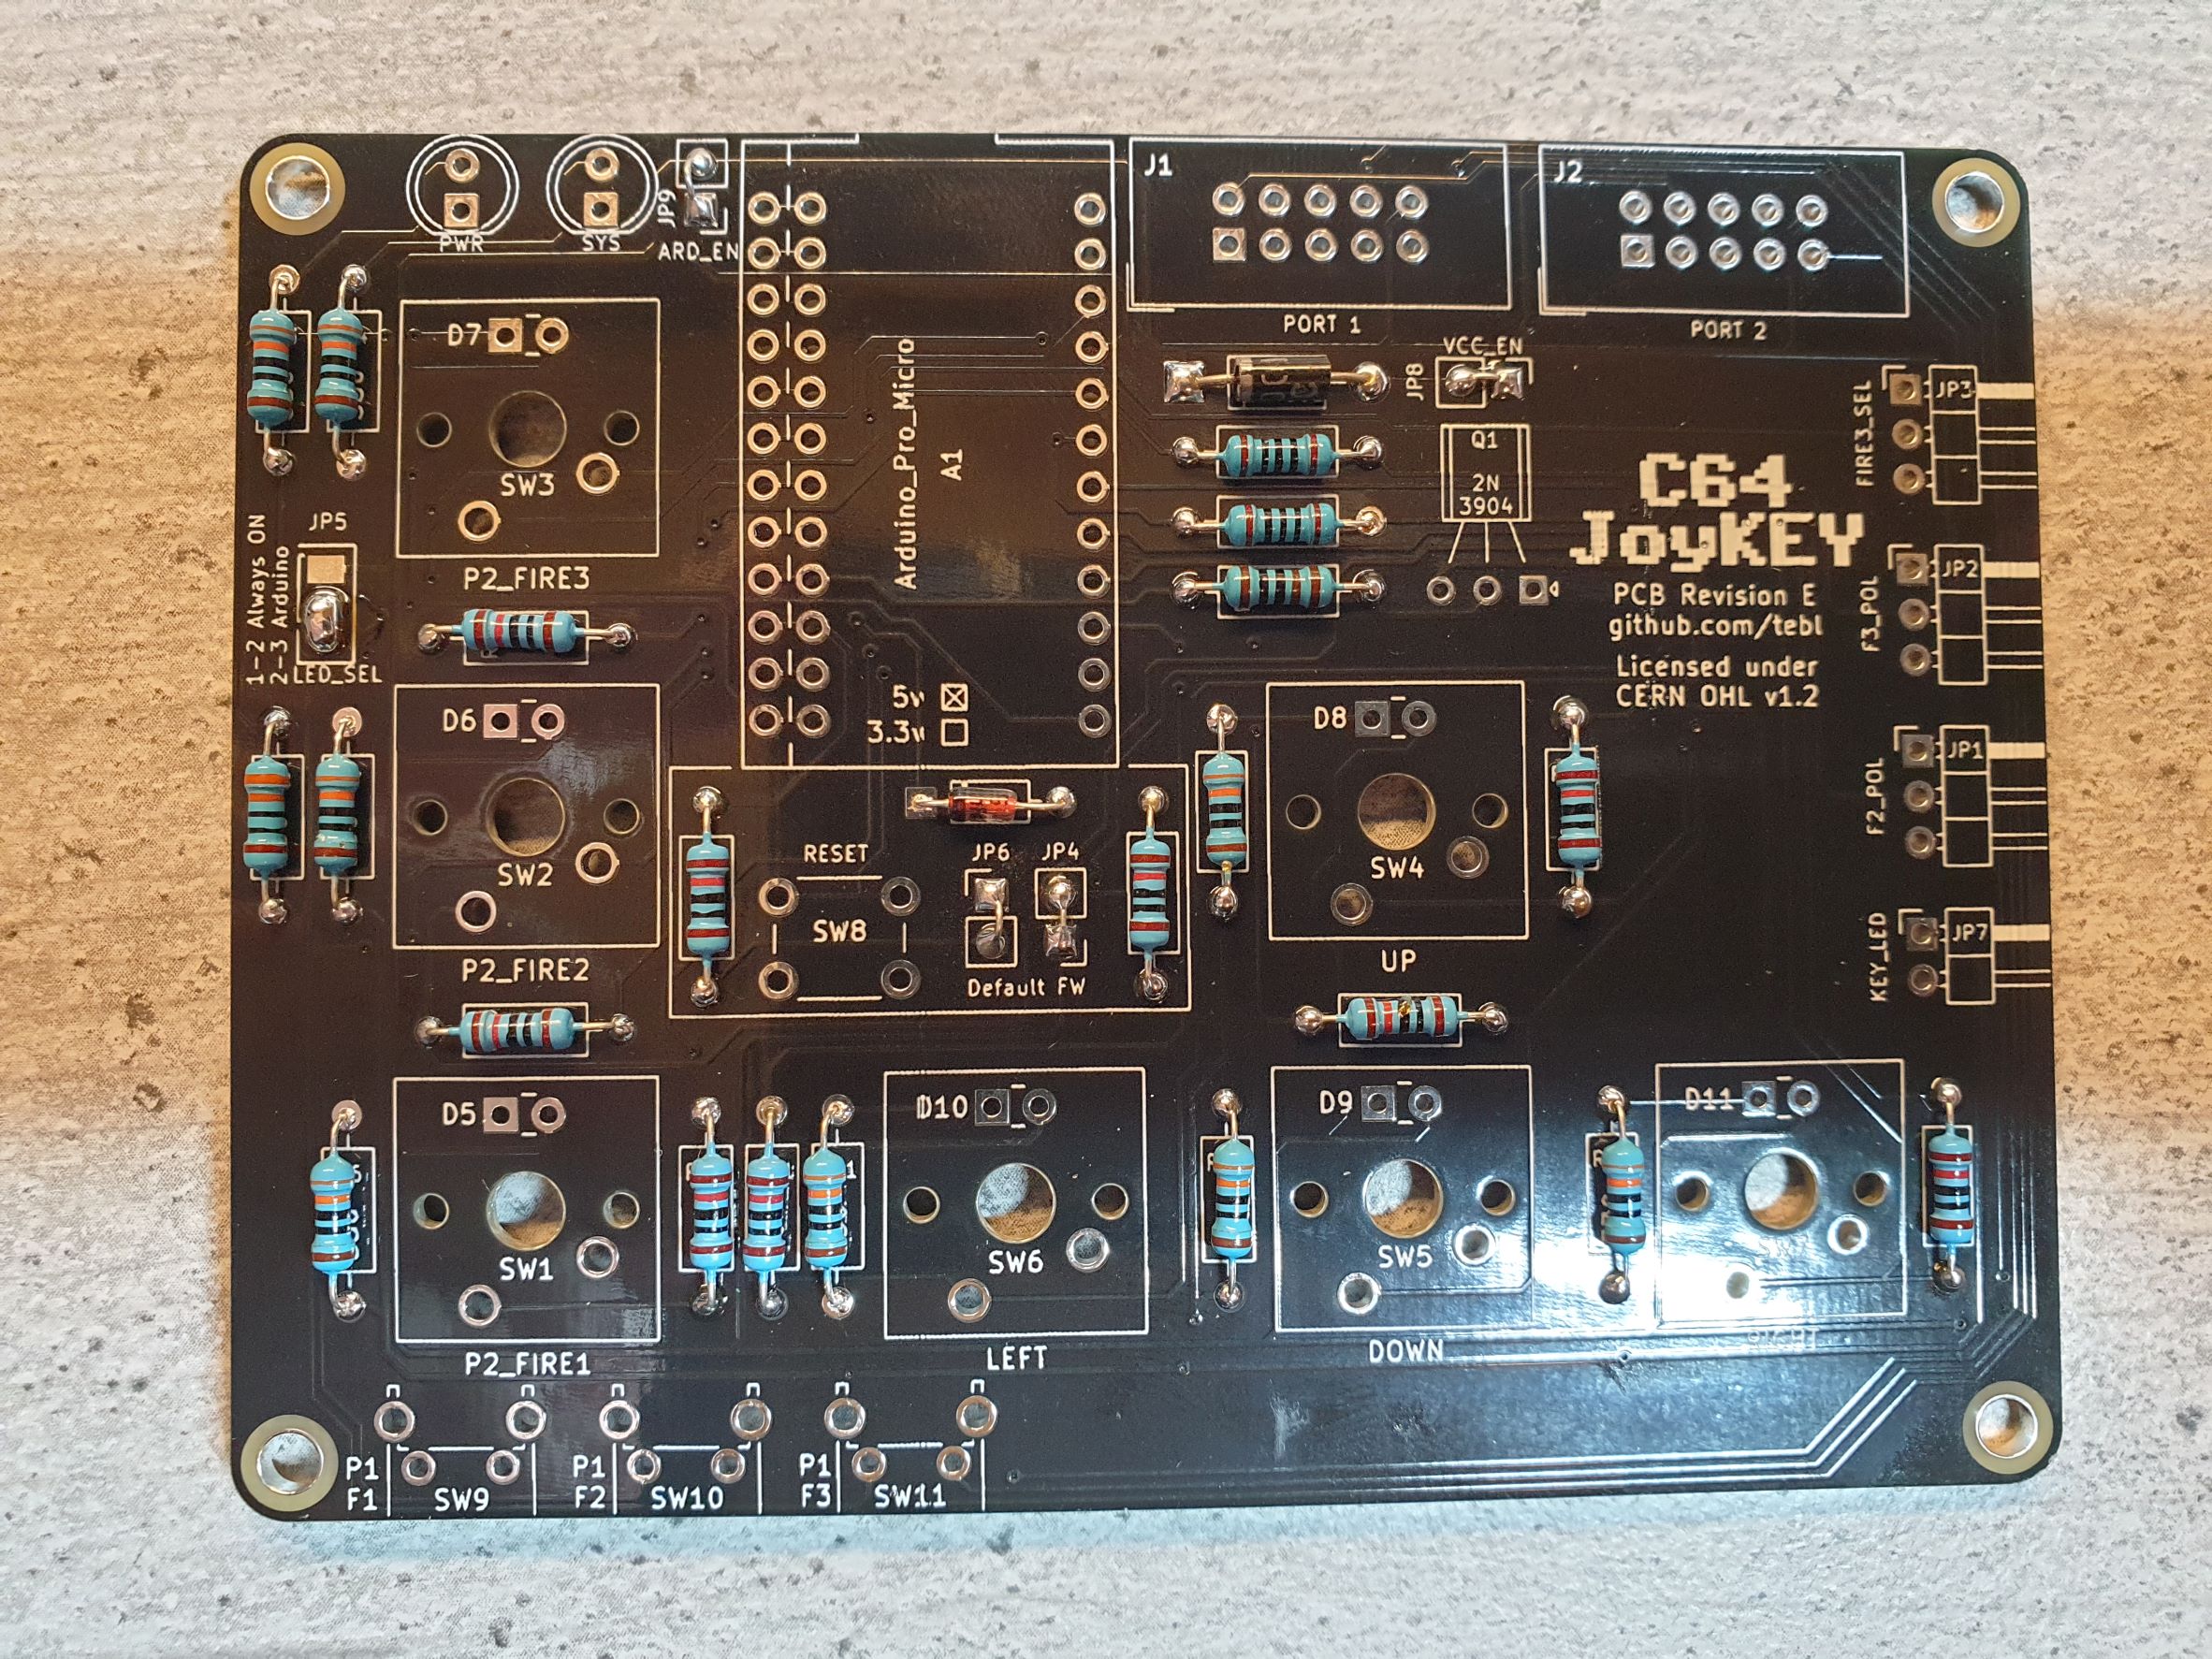 PWR
SYS
JP9
ARD_EN
J1
PORT 1
J2
PORT 2
D7
SW3
P2_FIRE3
Arduino_Pro_Micro
A1
5v
3.3v
VCC_EN
JP8
Q1
2N
3904
C64
JoyKEY
PCB Revision E
github.com/tebl
Licensed under
CERN OHL v1.2
FIRE3_SEL
JP3
F3_POL
JP2
F2_POL
JP1
KEY_LED
JP7
JP5
1-2 Always ON
2-3 Arduino
LED_SEL
D6
SW2
P2_FIRE2
RESET
SW8
JP6
JP4
Default FW
D8
SW4
UP
D5
SW1
P2_FIRE1
D10
SW6
LEFT
D9
SW5
DOWN
D11
P1
F1
SW9
P1
F2
SW10
P1
F3
SW11